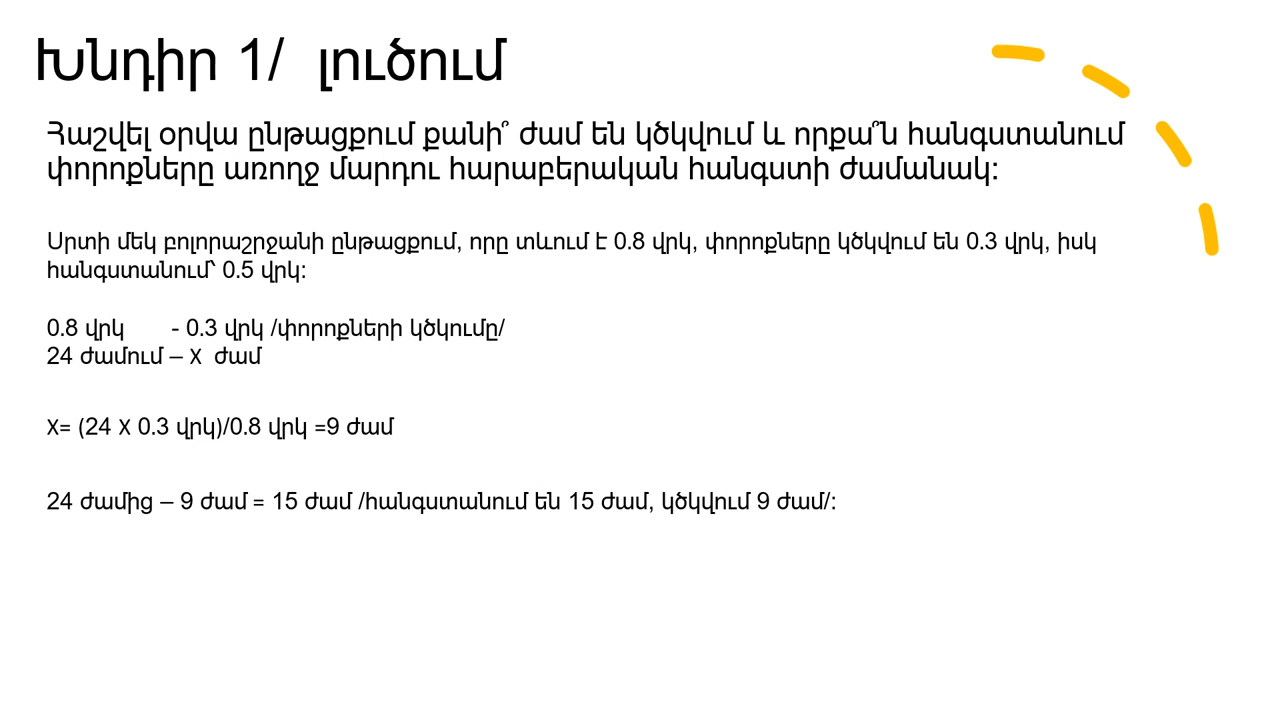 Խնդիր 1/ լուծում
Հաշվել օրվա ընթացքում քանի՞ ժամ են կծկվում և որքա՞ն հանգստանում
փորոքները առողջ մարդու հարաբերական հանգստի ժամանակ:
Սրտի մեկ բոլորաշրջանի ընթացքում, որը տևում է 0.8 վրկ, փորոքները կծկվում են 0.3 վրկ, իսկ
հանգստանում՝ 0.5 վրկ:
0.8 վրկ - 0.3 վրկ /փորոքների կծկումը/
24 ժամում – X ժամ
X= (24 X 0.3 վրկ)/0.8 վրկ =9 ժամ
24 ժամից – 9 ժամ = 15 ժամ /հանգստանում են 15 ժամ, կծկվում 9 ժամ/: